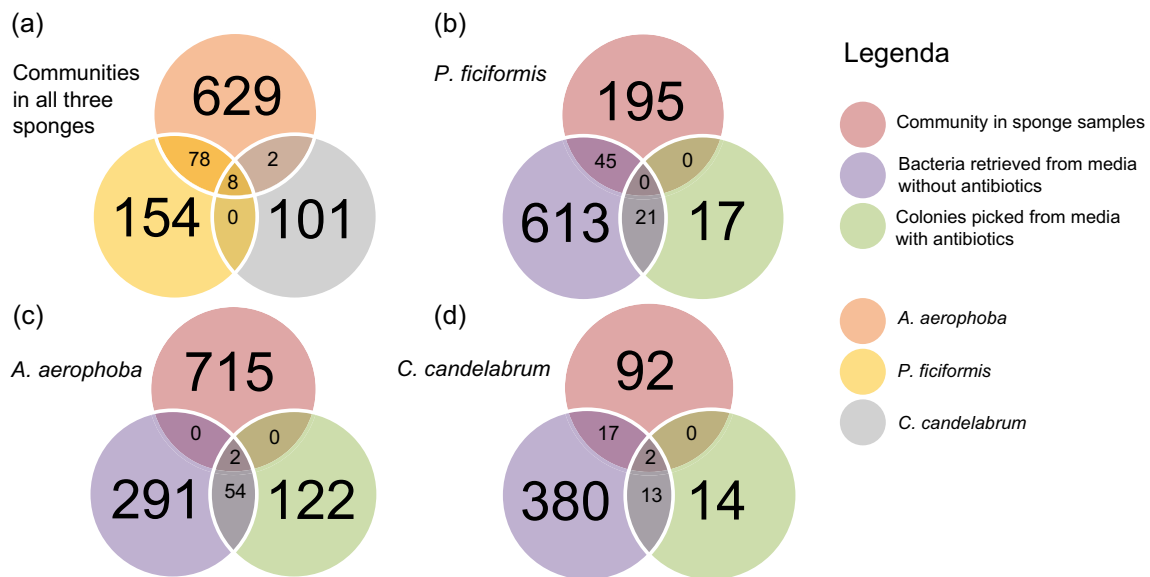 (a)
Communities
in all three
sponges
629
78
2
8
154
0
101
(b)
P. ficiformis
195
45
0
0
613
21
17
(c)
A. aerophoba
715
0
0
2
291
54
122
(d)
C. candelabrum
92
17
0
2
380
13
14
Legenda
Community in sponge samples
Bacteria retrieved from media
without antibiotics
Colonies picked from media
with antibiotics
A. aerophoba
P. ficiformis
C. candelabrum